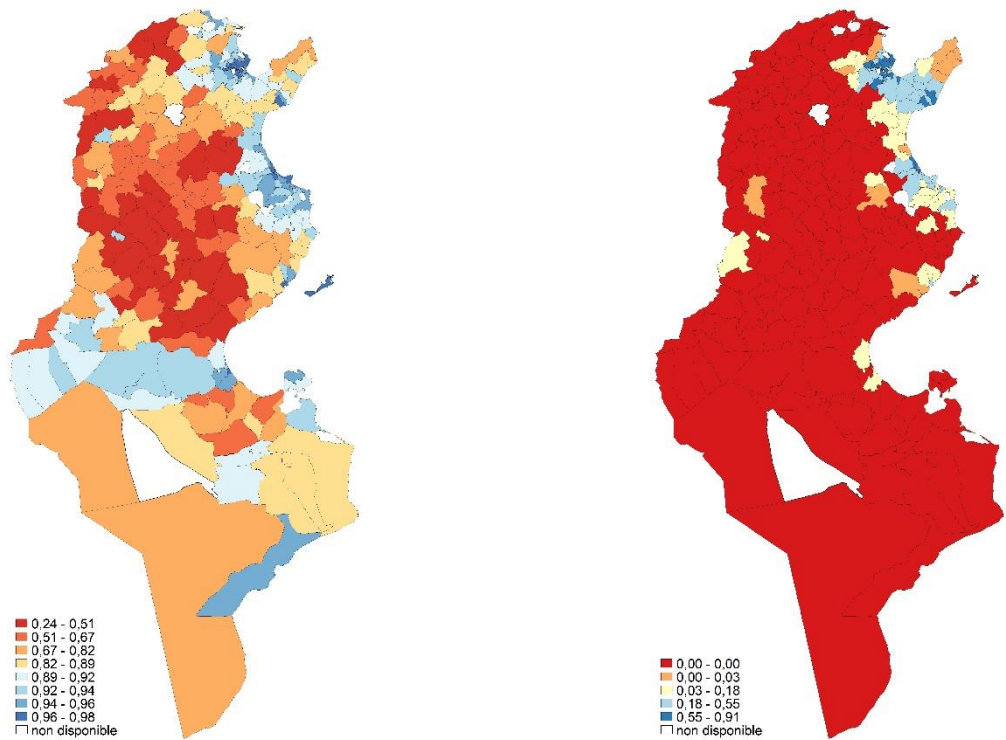 0,24 - 0,51
0,51 - 0,67
0,67 - 0,82
0,82 - 0,89
0,89 - 0,92
0,92 - 0,94
0,94 - 0,96
0,96 - 0,98
non disponible
0,00 - 0,00
0,00 - 0,03
0,03 - 0,18
0,18 - 0,55
0,55 - 0,91
non disponible